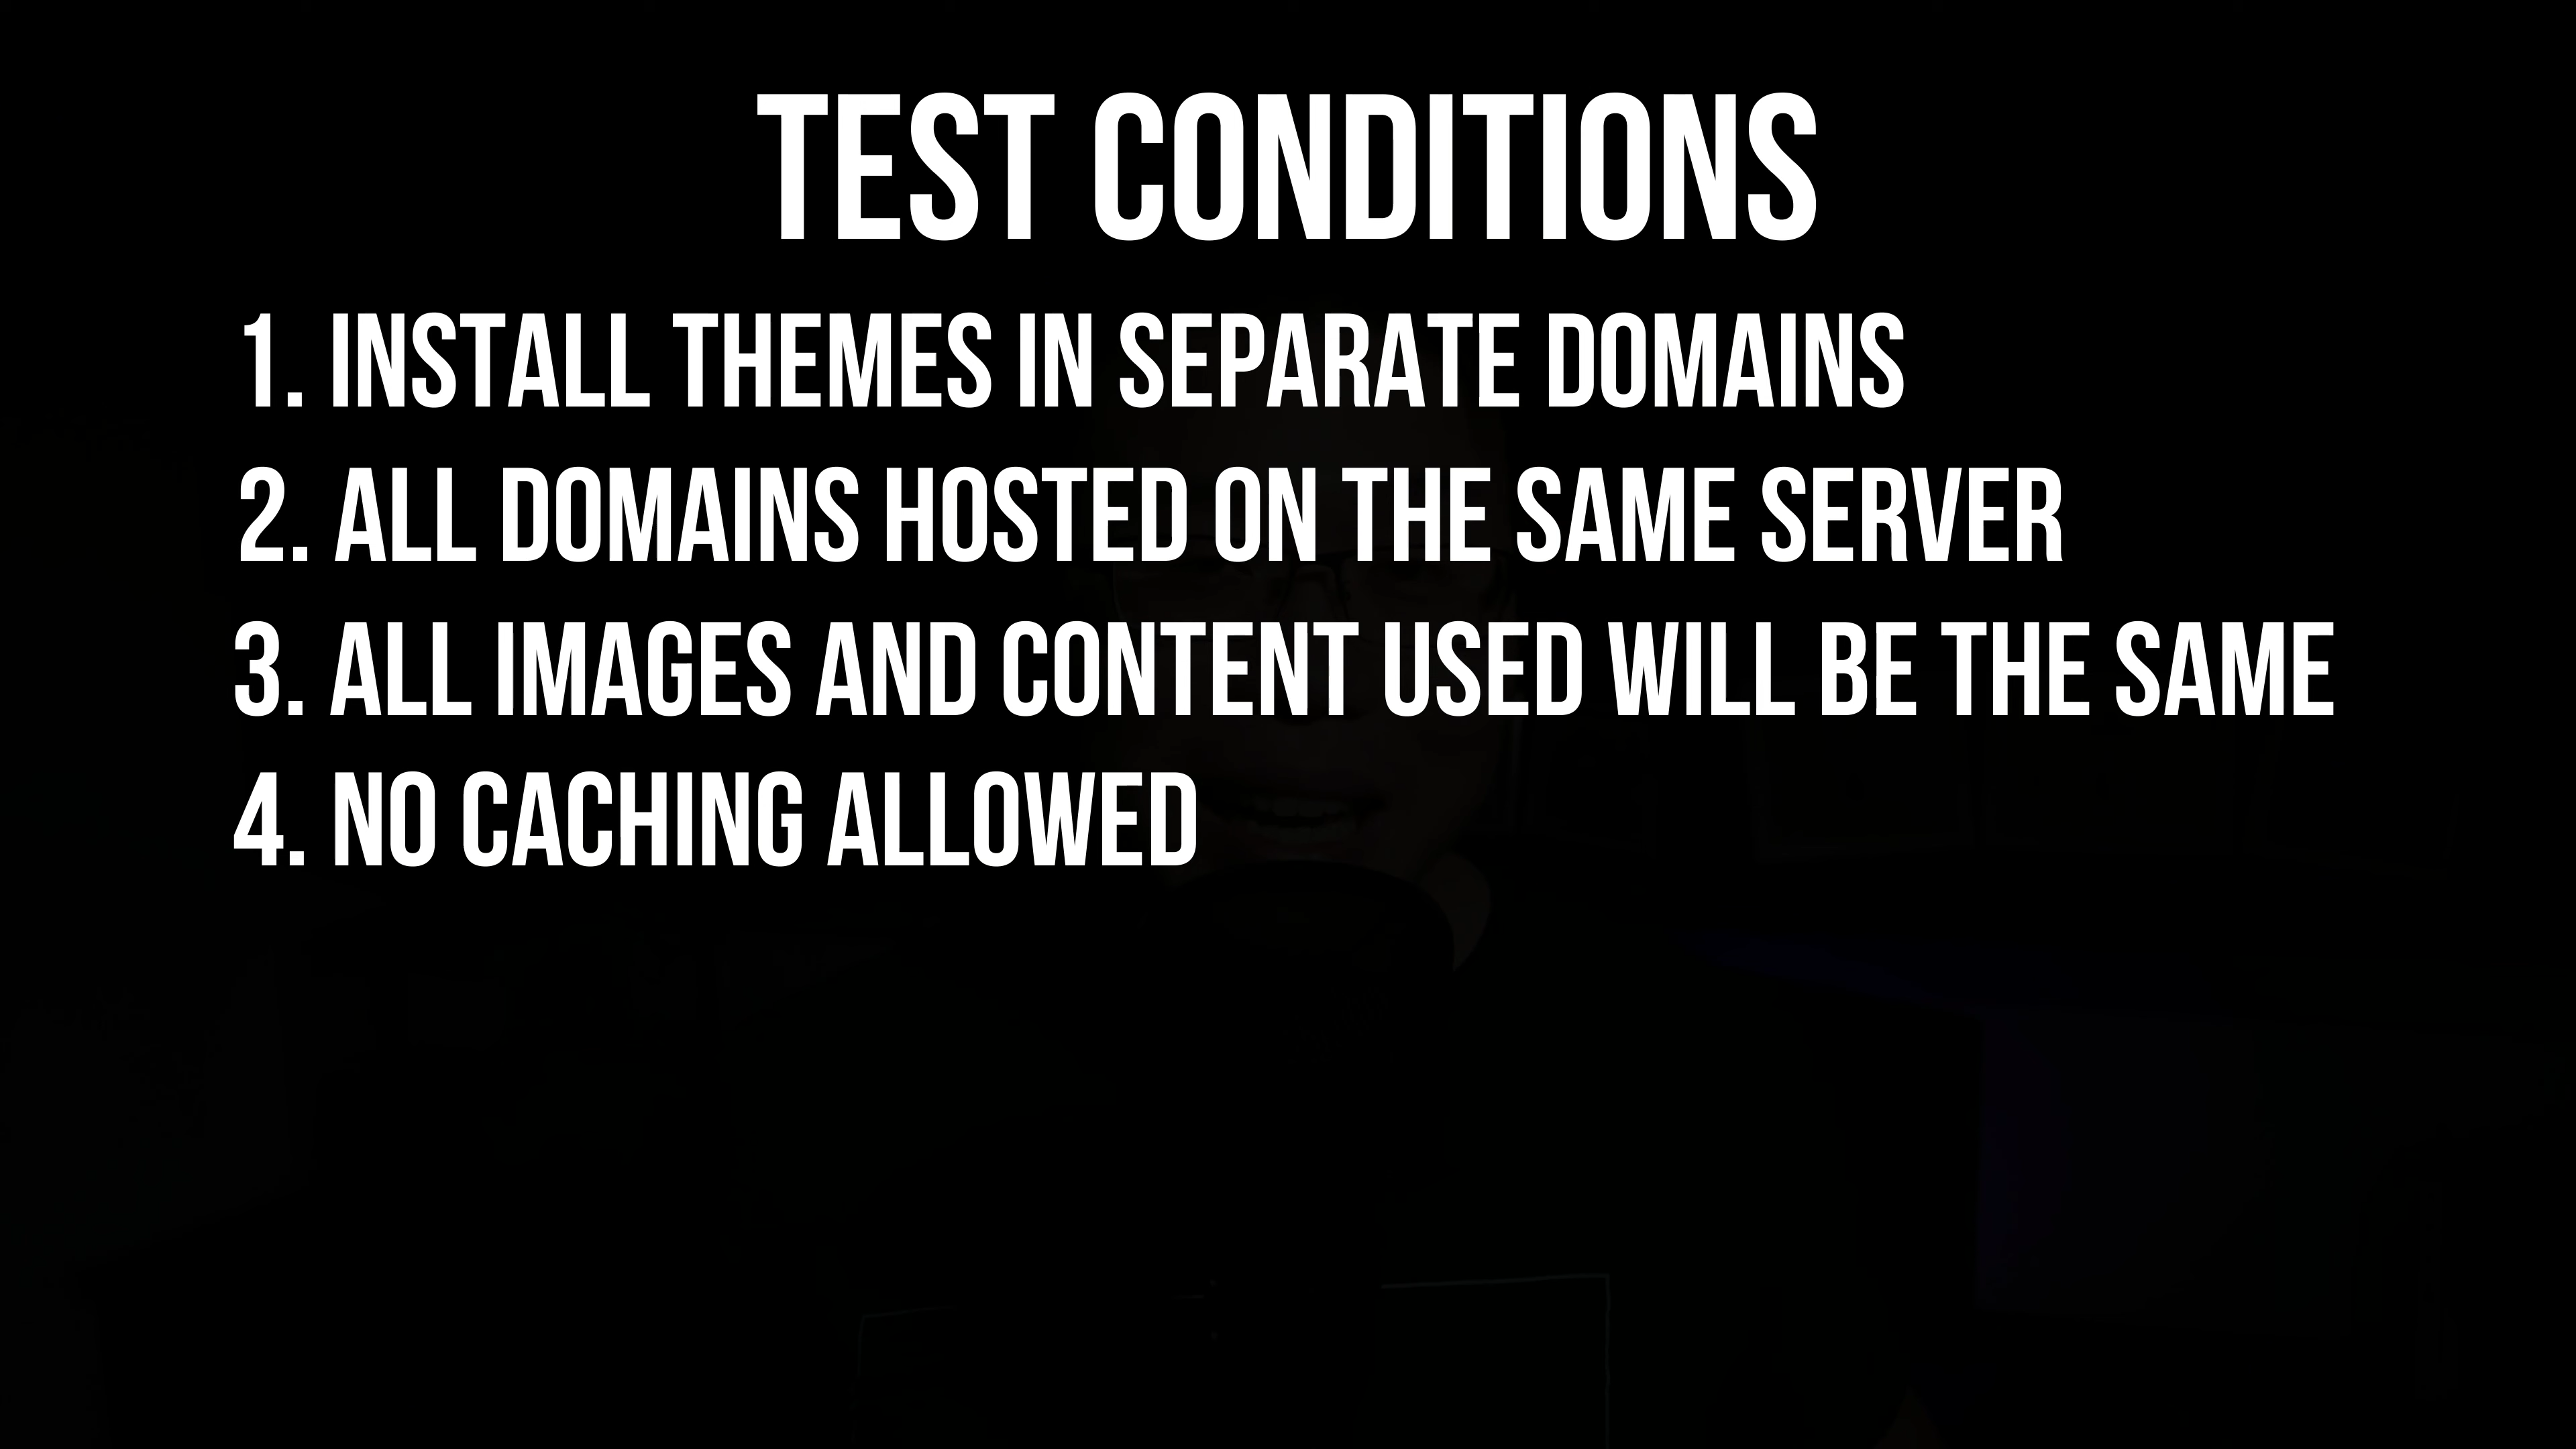 TEST CONDITIONS
1. INSTALL THEMES IN SEPARATE DOMAINS
2. ALL DOMAINS HOSTED ON THE SAME SERVER
3. ALL IMAGES AND CONTENT USED WILL BE THE SAME
4. NO CACHING ALLOWED